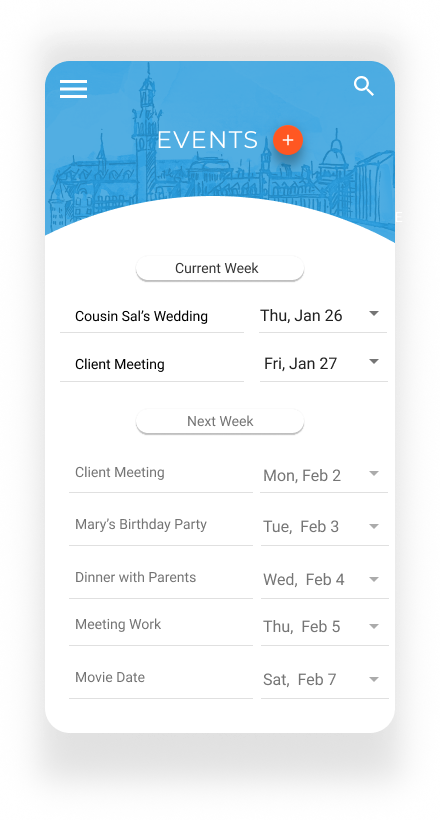 EVENTS +
Current Week
Cousin Sal's Wedding Thu, Jan 26
Client Meeting Fri, Jan 27
Next Week
Client Meeting Mon, Feb 2
Mary's Birthday Party Tue, Feb 3
Dinner with Parents Wed, Feb 4
Meeting Work Thu, Feb 5
Movie Date Sat, Feb 7